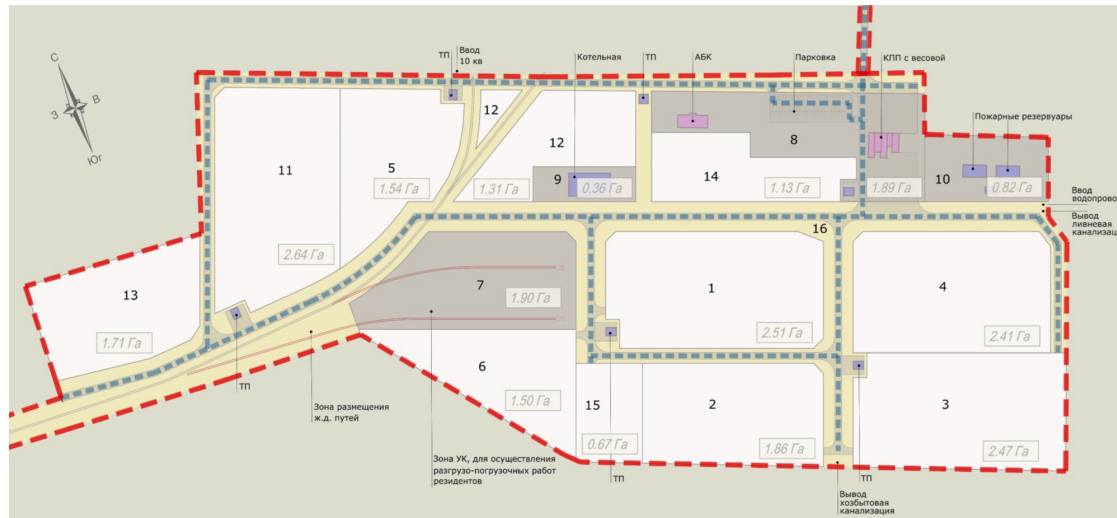 С
В
З
Юг
ТП
Ввод
10 кв
Котельная
ТП
АБК
Парковка
КПП с весовой
Пожарные резервуары
12
12
8
11
5
9
14
10
1.54 Га
1.31 Га
0.36 Га
1.13 Га
1.89 Га
0.82 Га
Ввод
водопрово
Вывод
ливневая
канализац
16
2.64 Га
13
7
1
4
1.90 Га
2.51 Га
2.41 Га
1.71 Га
6
ТП
1.50 Га
15
2
3
Зона размещения
ж.д. путей
0.67 Га
1.86 Га
2.47 Га
Зона УК, для осуществления
разгрузо-погрузочных работ
резидентов
ТП
ТП
Вывод
хозбытовая
канализация